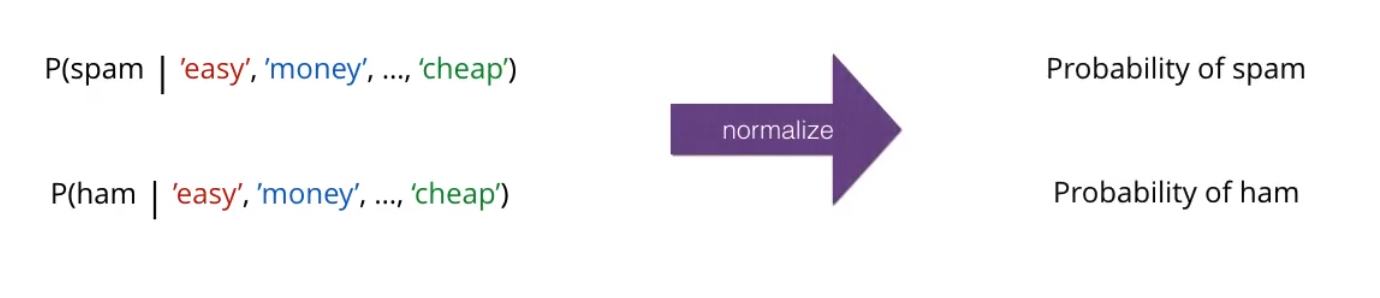 P(spam | ’easy’, ’money’, ..., ‘cheap’)
normalize
Probability of spam
P(ham | ’easy’, ’money’, ..., ‘cheap’)
Probability of ham